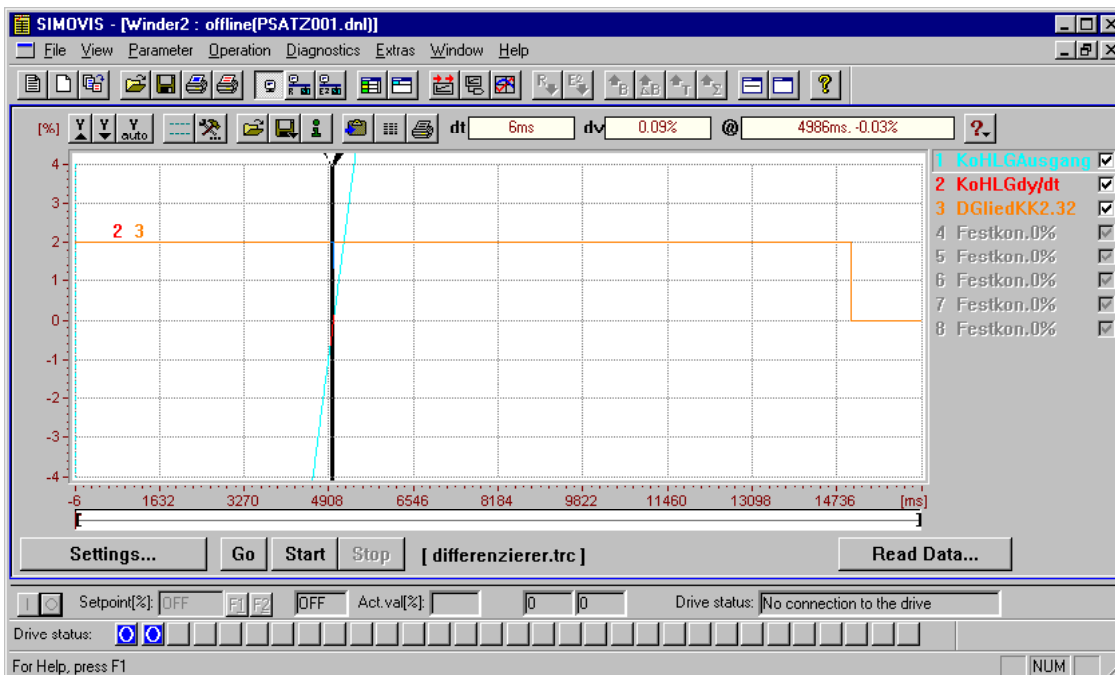 SIMOVIS - [Winder2 : offline(PSATZ001.dnl)]
File View Parameter Operation Diagnostics Extras Window Help
[%] Y Y Y auto dt 6ms dv 0.09% @ 4986ms. -0.03% ?
4
3
2
1
0
-1
-2
-3
-4
2 3
-6 1632 3270 4908 6546 8184 9822 11460 13098 14736 [ms]
1 KoHLGAusgang
2 KoHLGdy/dt
3 DGliedKK2.32
4 Festkon.0%
5 Festkon.0%
6 Festkon.0%
7 Festkon.0%
8 Festkon.0%
Settings... Go Start Stop [ differenzierer.trc ] Read Data...
Setpoint[%]: OFF F1 F2 OFF Act.val[%]: 0 0 Drive status: No connection to the drive
Drive status:
For Help, press F1 NUM